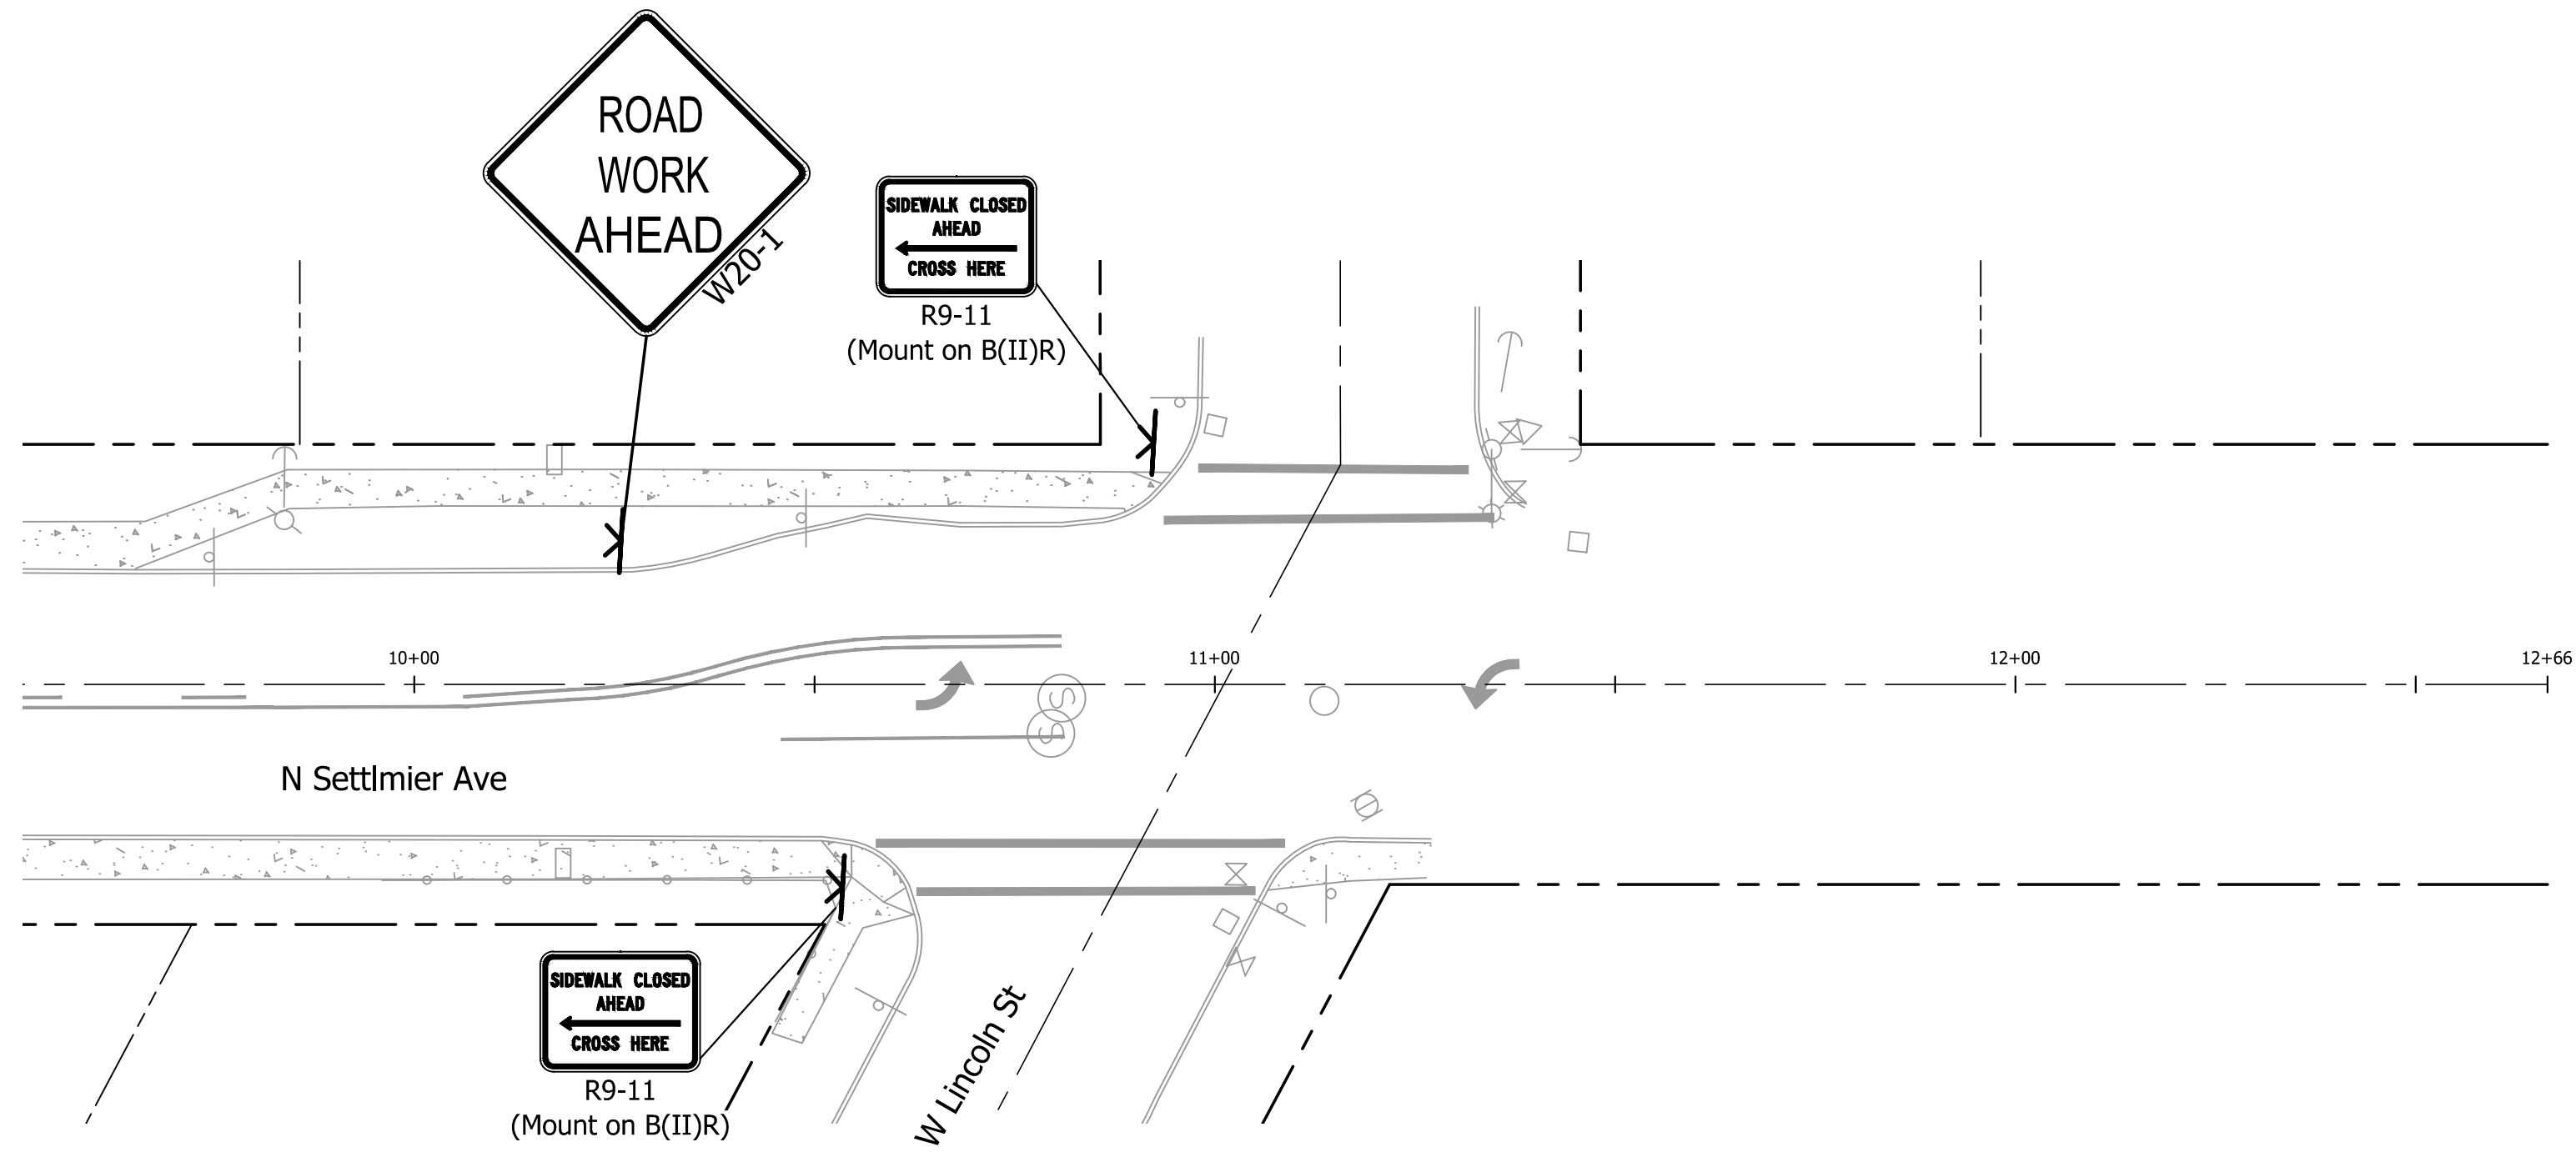 ROAD
WORK
AHEAD
W20-1
SIDEWALK CLOSED
AHEAD
CROSS HERE
R9-11
(Mount on B(II)R)
10+00
11+00
12+00
12+66
S
S
N Settlmier Ave
SIDEWALK CLOSED
AHEAD
CROSS HERE
R9-11
(Mount on B(II)R)
W Lincoln St